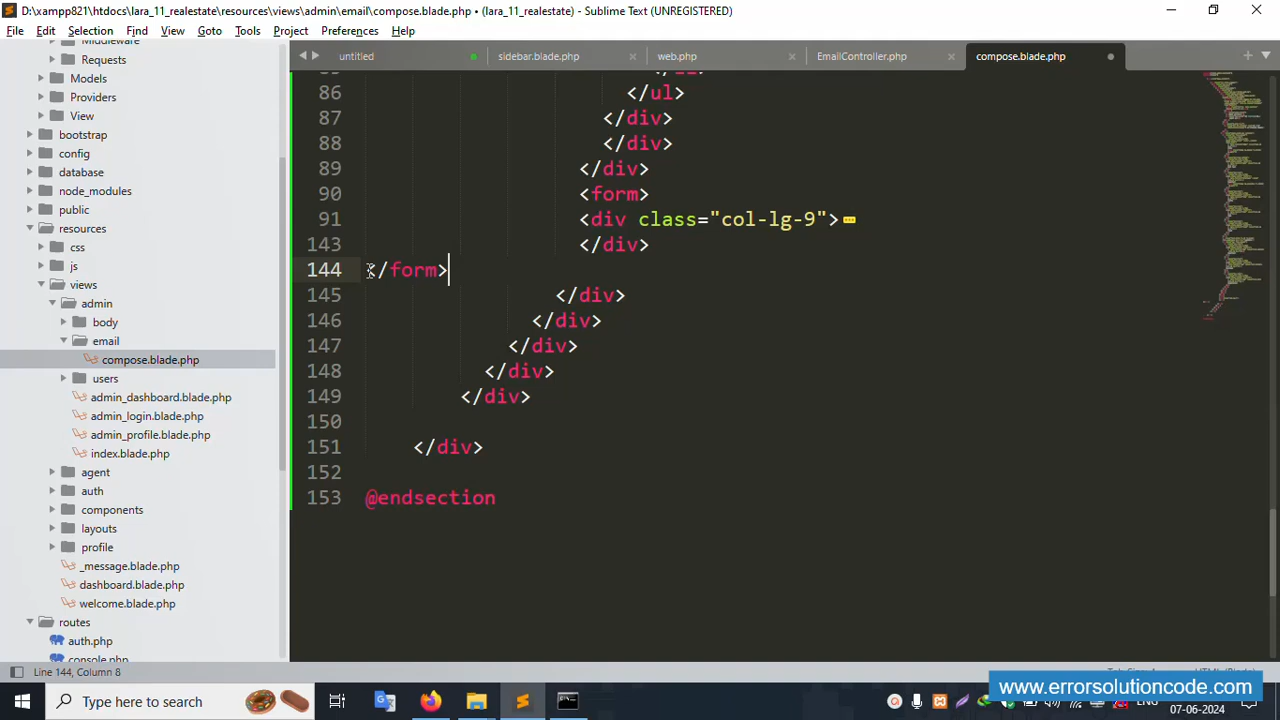 D:\xampp821\htdocs\lara_11_realestate\resources\views\admin\email\compose.blade.php • (lara_11_realestate) - Sublime Text (UNREGISTERED)
File Edit Selection Find View Goto Tools Project Preferences Help
untitled sidebar.blade.php web.php EmailController.php compose.blade.php
Middleware
Requests
Models
Providers
View
bootstrap
config
database
node_modules
public
resources
css
js
views
admin
body
email
compose.blade.php
users
admin_dashboard.blade.php
admin_login.blade.php
admin_profile.blade.php
index.blade.php
agent
auth
components
layouts
profile
_message.blade.php
dashboard.blade.php
welcome.blade.php
routes
auth.php
console.php
86 </ul>
87 </div>
88 </div>
89 </div>
90 <form>
91 <div class="col-lg-9">
143 </div>
144 </form>
145 </div>
146 </div>
147 </div>
148 </div>
149 </div>
150
151 </div>
152
153 @endsection
Line 144, Column 8
Type here to search
www.errorsolutioncode.com
07-06-2024